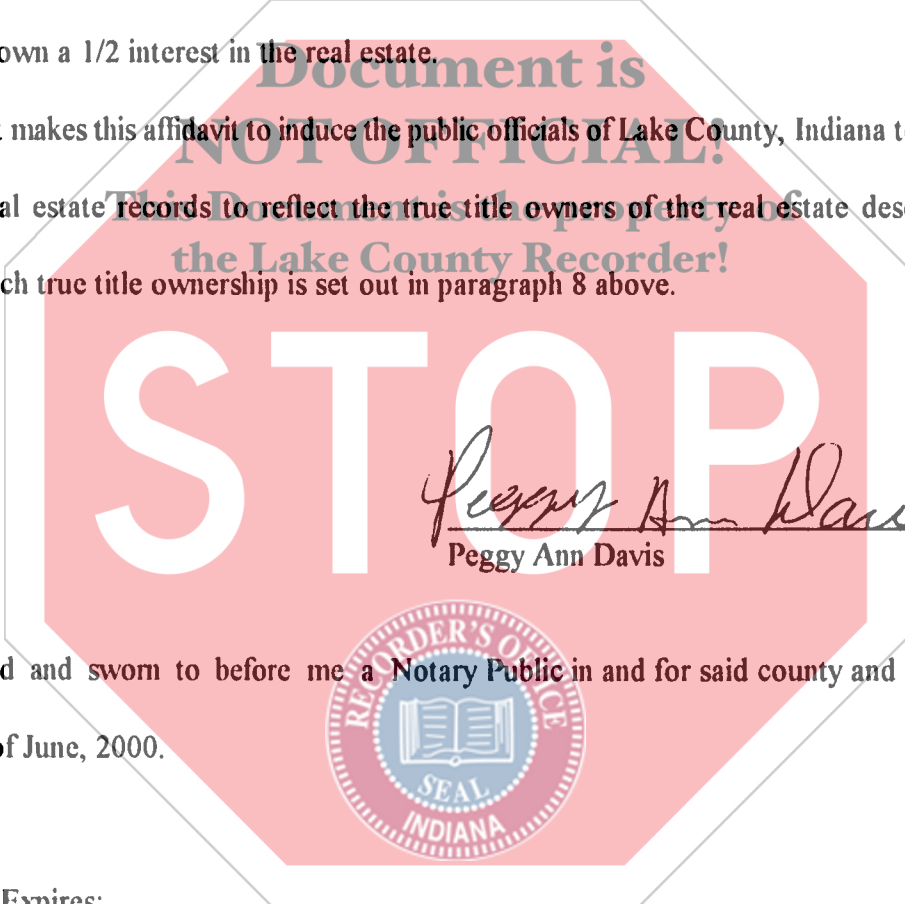 own a 1/2 interest in the real estate.
Document is
makes this affidavit to induce the public officials of Lake County, Indiana t
NOT OFFICIAL!
al estate records to reflect the true title owners of the real estate des
This Document is the property of
the Lake County Recorder!
ch true title ownership is set out in paragraph 8 above.
STOP
Peggy Ann Davis
Peggy Ann Davis
d and sworn to before me a Notary Public in and for said county and
of June, 2000.
RECORDER'S OFFICE
SEAL
INDIANA
Expires: